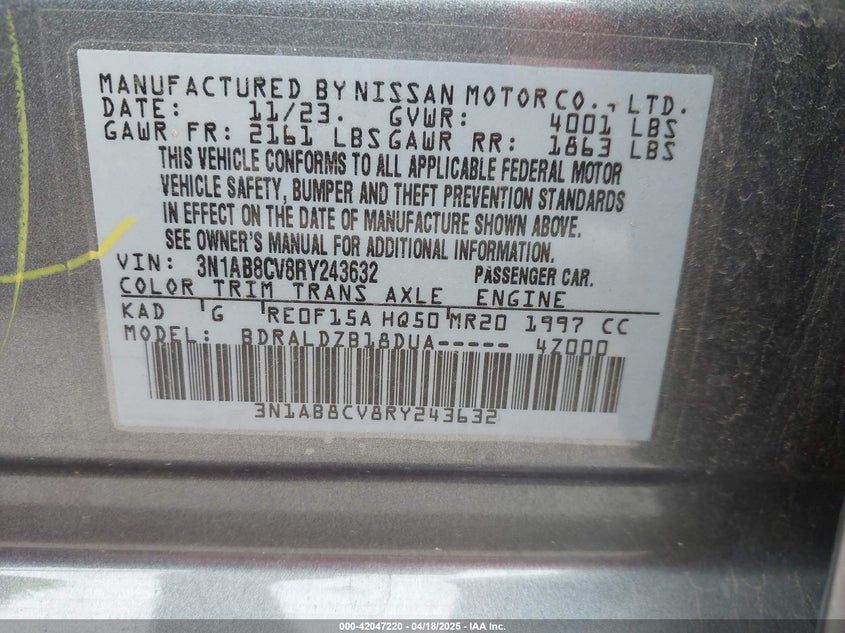 MANUFACTURED BY NISSAN MOTOR CO., LTD.
DATE: 11/23. GVWR: 4001 LBS
GAWR FR: 2161 LBS GAWR RR: 1863 LBS
THIS VEHICLE CONFORMS TO ALL APPLICABLE FEDERAL MOTOR
VEHICLE SAFETY, BUMPER AND THEFT PREVENTION STANDARDS
IN EFFECT ON THE DATE OF MANUFACTURE SHOWN ABOVE.
SEE OWNER'S MANUAL FOR ADDITIONAL INFORMATION.
VIN: 3N1AB8CV8RY243632 PASSENGER CAR.
COLOR TRIM TRANS AXLE ENGINE
KAD G RE0F15A HQ50 MR20 1997 CC
MODEL: BDRALDZB18DUA----- 4Z000
3N1AB8CV8RY243632
000-42047220 - 04/18/2025 - IAA Inc.